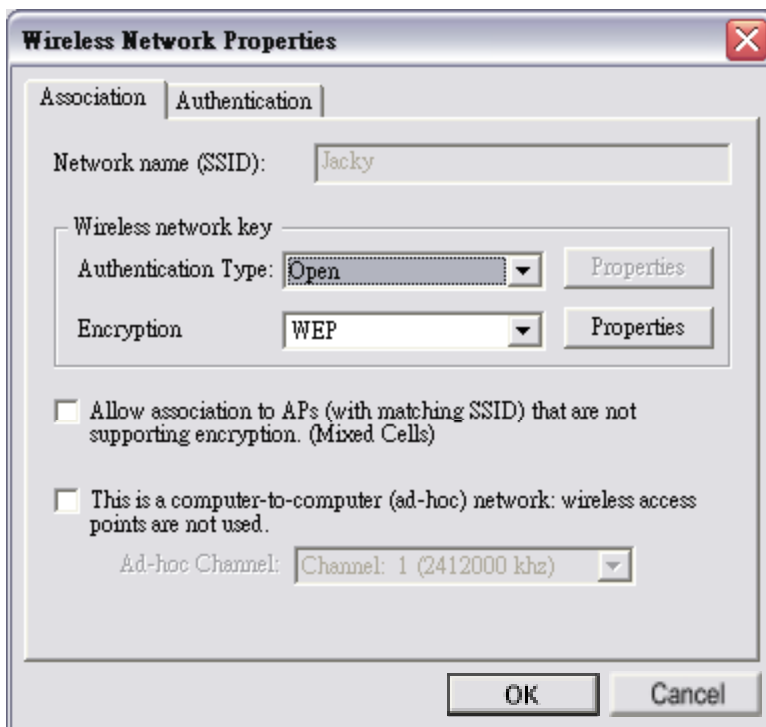 Wireless Network Properties
Association
Authentication
Network name (SSID):
Jacky
Wireless network key
Authentication Type:
Open
Properties
Encryption
WEP
Properties
Allow association to APs (with matching SSID) that are not
supporting encryption. (Mixed Cells)
This is a computer-to-computer (ad-hoc) network: wireless access
points are not used.
Ad-hoc Channel:
Channel: 1 (2412000 khz)
OK
Cancel